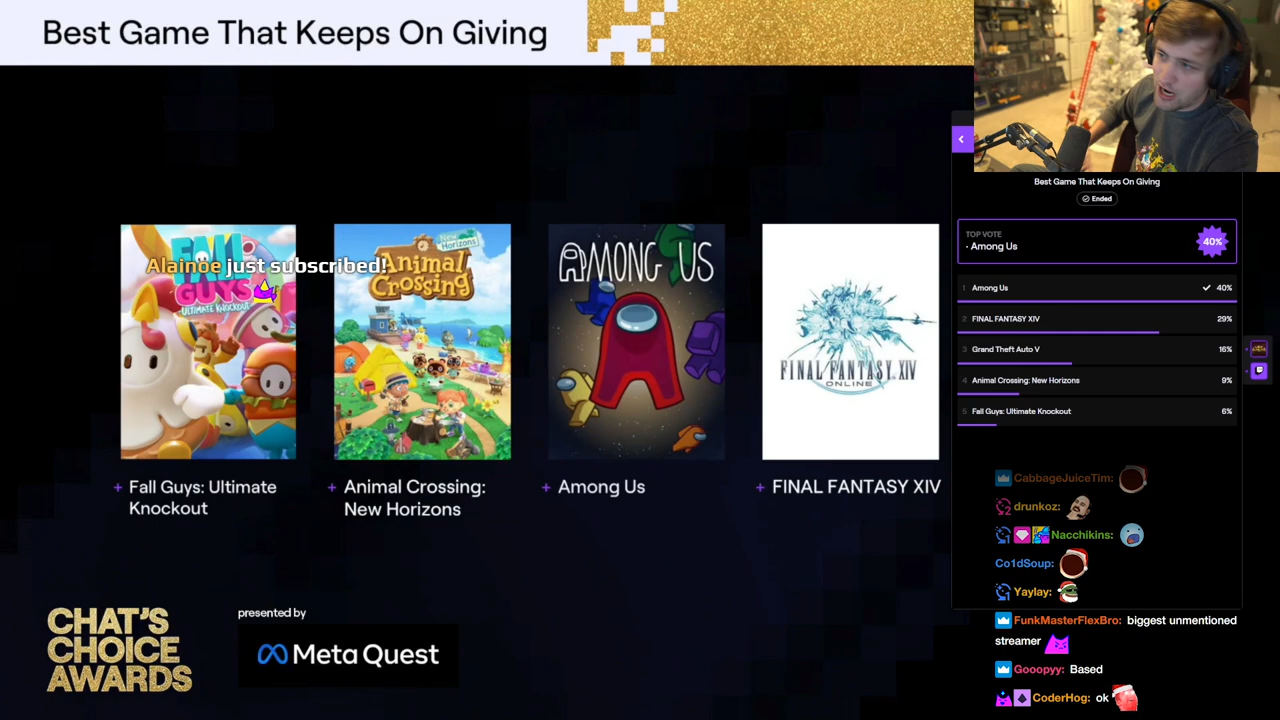 Best Game That Keeps On Giving
Alainoe just subscribed!
FALL
GUYS
ULTIMATE KNOCKOUT
New
Horizons
Animal
Crossing
AMONG US
FINAL FANTASY XIV
ONLINE
+ Fall Guys: Ultimate
Knockout
+ Animal Crossing:
New Horizons
+ Among Us
+ FINAL FANTASY XIV
CHAT'S
CHOICE
AWARDS
presented by
Meta Quest
Best Game That Keeps On Giving
Ended
TOP VOTE
· Among Us
40%
1 Among Us 40%
2 FINAL FANTASY XIV 29%
3 Grand Theft Auto V 16%
4 Animal Crossing: New Horizons 9%
5 Fall Guys: Ultimate Knockout 6%
CabbageJuiceTim:
drunkoz:
Nacchikins:
Co1dSoup:
Yaylay:
FunkMasterFlexBro: biggest unmentioned
streamer
Gooopyy: Based
CoderHog: ok